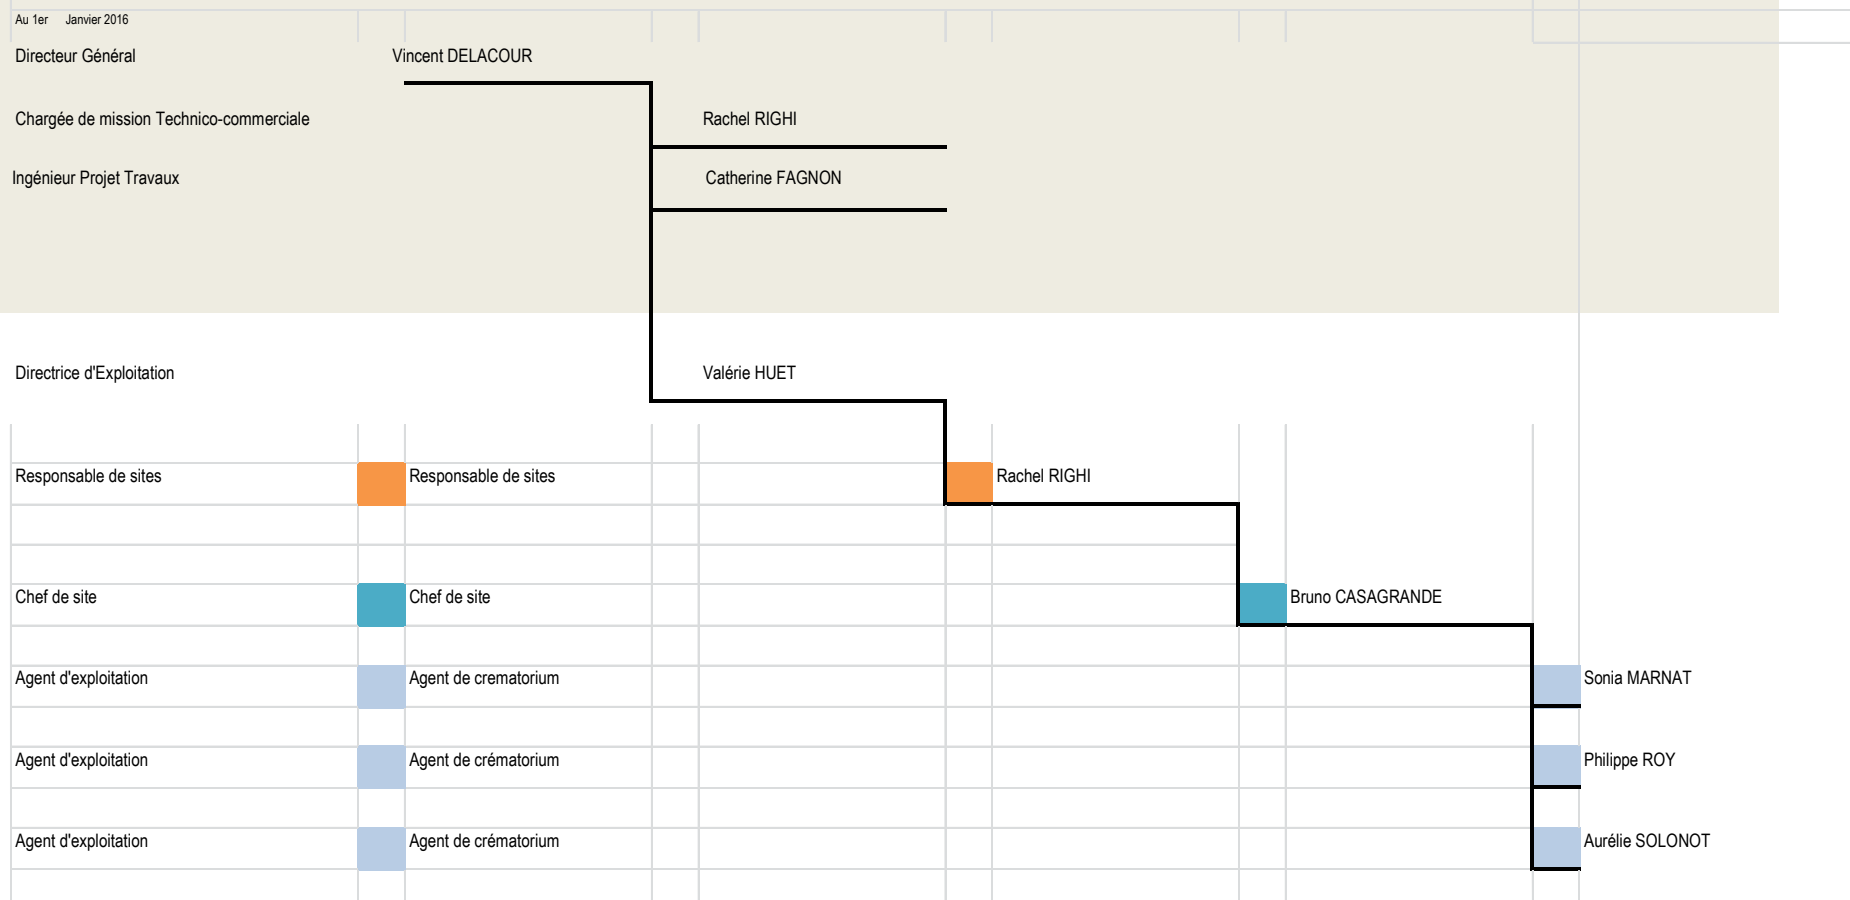 Au 1er Janvier 2016
Directeur Général Vincent DELACOUR
Chargée de mission Technico-commerciale Rachel RIGHI
Ingénieur Projet Travaux Catherine FAGNON
Directrice d'Exploitation Valérie HUET
Responsable de sites Responsable de sites Rachel RIGHI
Chef de site Chef de site Bruno CASAGRANDE
Agent d'exploitation Agent de crematorium Sonia MARNAT
Agent d'exploitation Agent de crématorium Philippe ROY
Agent d'exploitation Agent de crématorium Aurélie SOLONOT